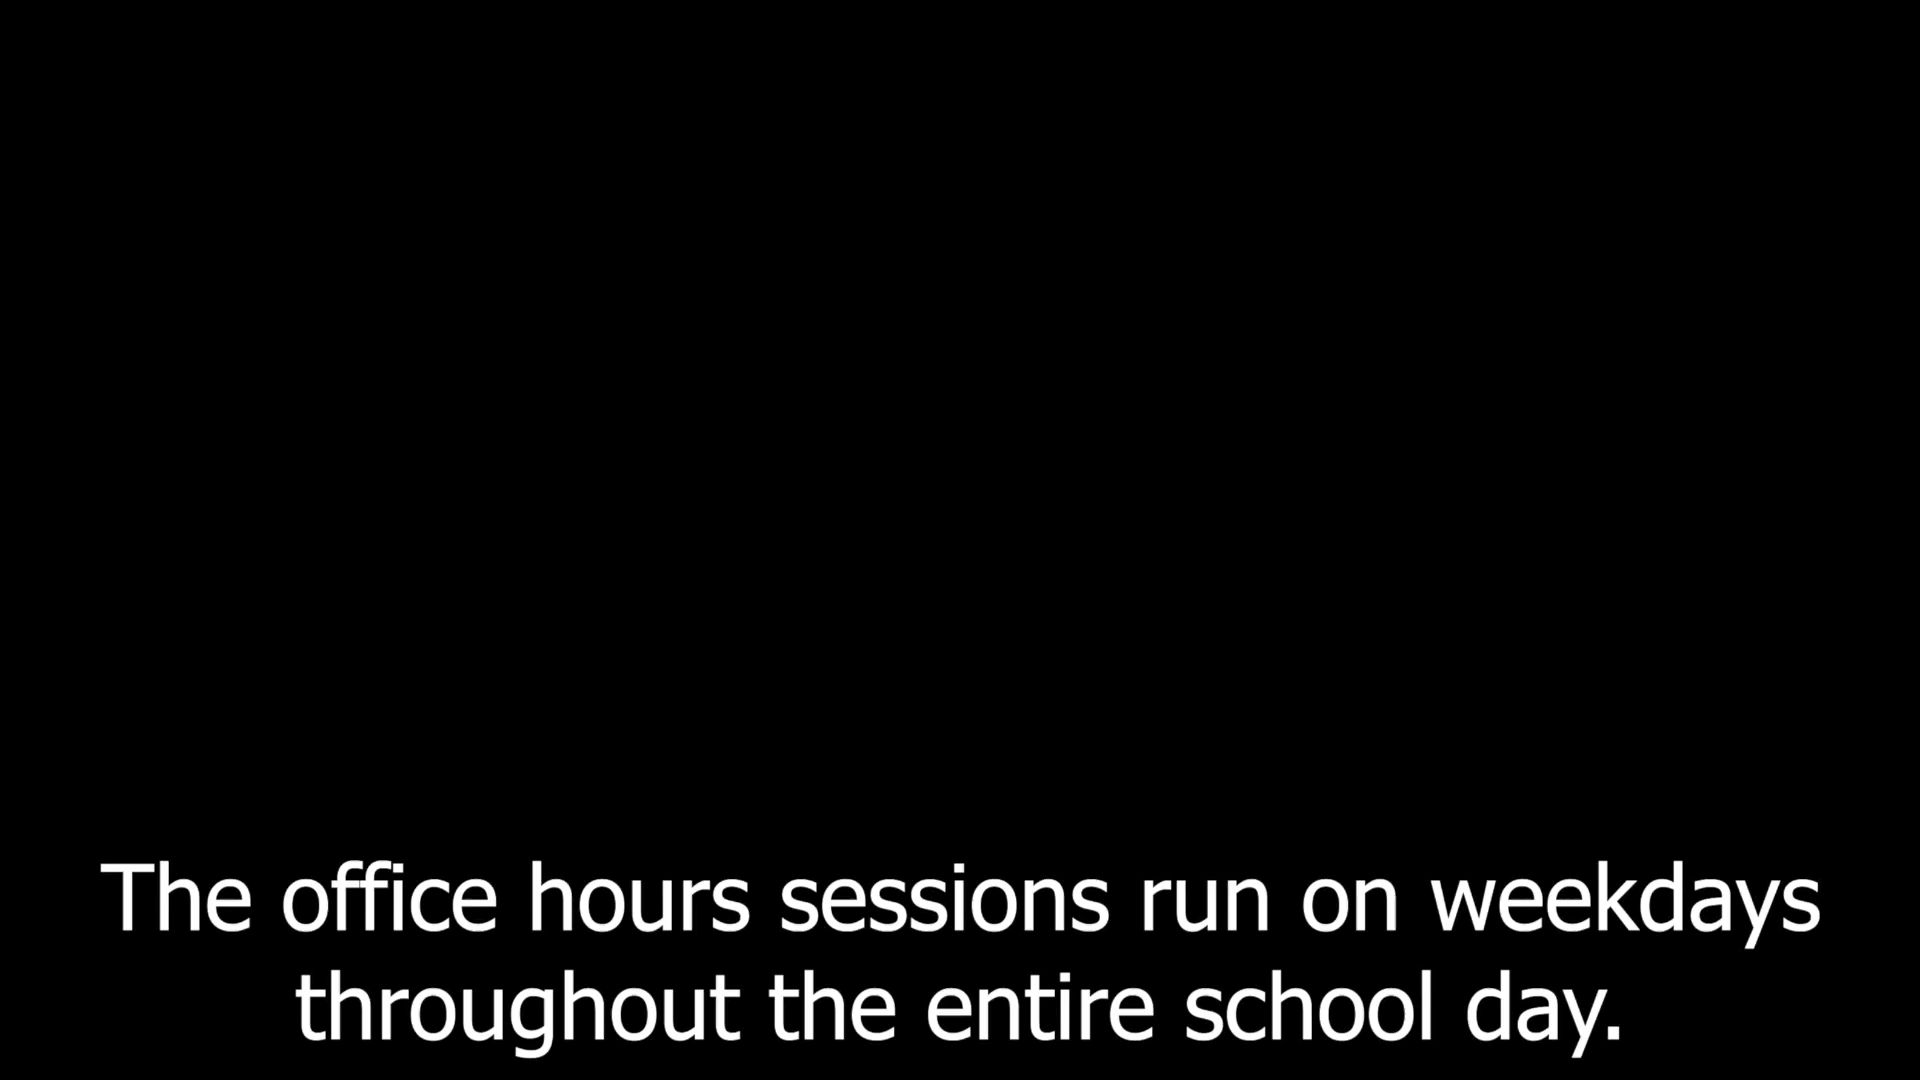 The office hours sessions run on weekdays
throughout the entire school day.